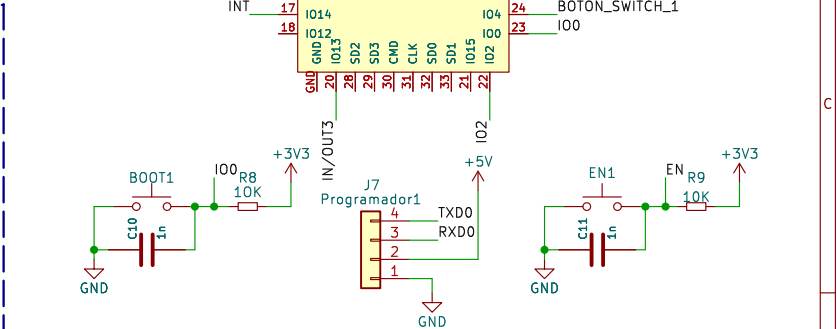 INT
17
IO14
18
IO12
IO4
24
BOTON_SWITCH_1
IO0
23
IO0
GND
IO13
SD2
SD3
CMD
CLK
SD0
SD1
IO15
IO2
GND
20
28
29
30
31
32
33
21
22
IN/OUT3
IO2
C
BOOT1
IO0
R8
10K
+3V3
C10
1n
GND
J7
Programador1
4
TXD0
3
RXD0
2
1
+5V
GND
EN1
EN
R9
10K
+3V3
C11
1n
GND